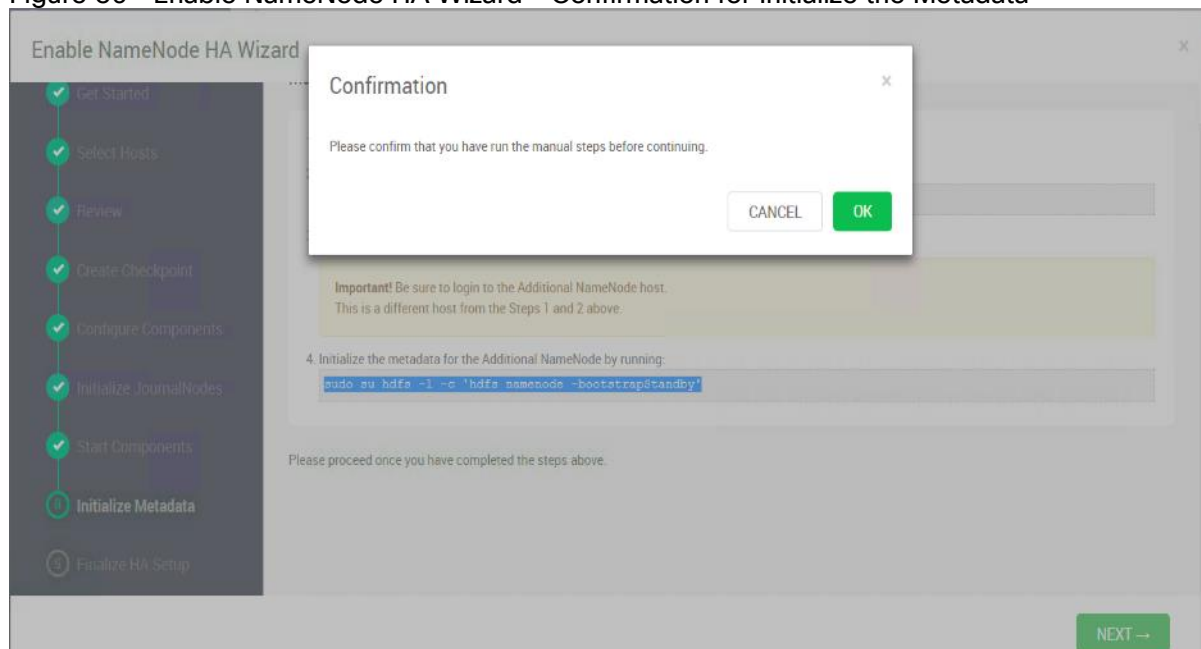 Enable NameNode HA Wizard - Confirmation for Initialize the Metadata
Enable NameNode HA Wizard
x
Get Started
Select Hosts
Review
Create Checkpoint
Configure Components
Initialize JournalNodes
Start Components
8 Initialize Metadata
9 Finalize HA Setup
Confirmation
x
Please confirm that you have run the manual steps before continuing.
CANCEL
OK
Important! Be sure to login to the Additional NameNode host.
This is a different host from the Steps 1 and 2 above.
4. Initialize the metadata for the Additional NameNode by running:
sudo su hdfs -l -c 'hdfs namenode -bootstrapStandby'
Please proceed once you have completed the steps above.
NEXT →